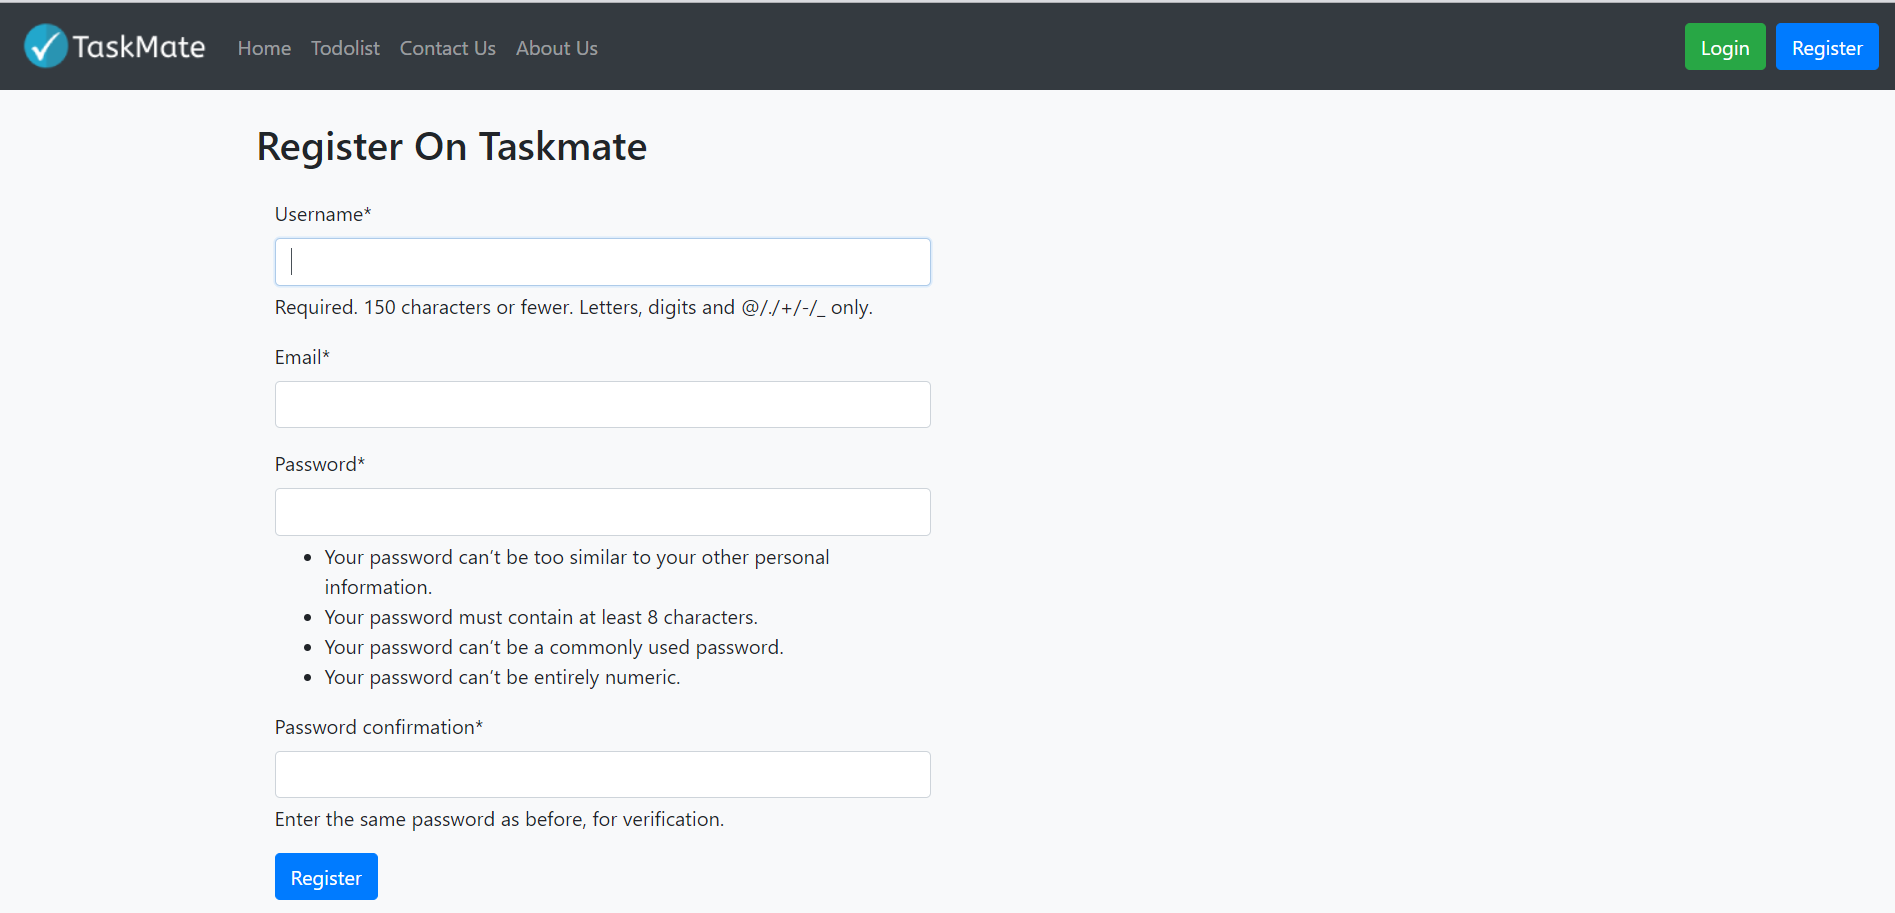 TaskMate Home Todolist Contact Us About Us Login Register
Register On Taskmate
Username*
Required. 150 characters or fewer. Letters, digits and @/./+/-/_ only.
Email*
Password*
Your password can’t be too similar to your other personal
information.
Your password must contain at least 8 characters.
Your password can’t be a commonly used password.
Your password can’t be entirely numeric.
Password confirmation*
Enter the same password as before, for verification.
Register